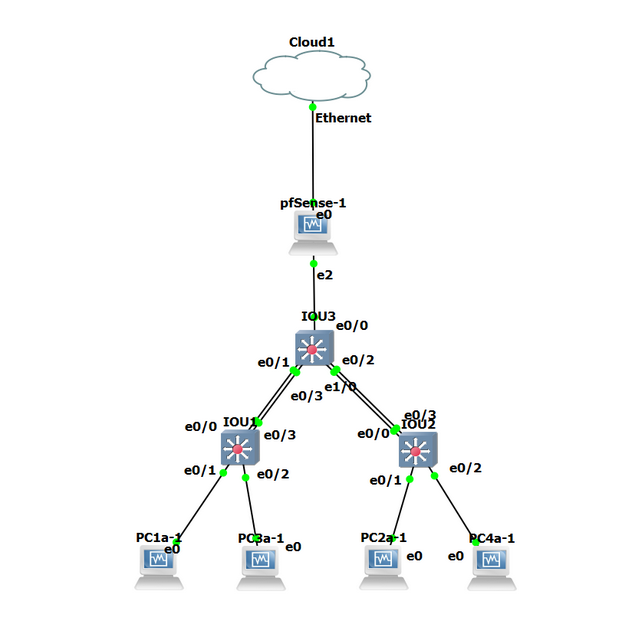 Cloud1
Ethernet
pfSense-1
e0
e2
IOU3
e0/0
e0/1
e0/2
e0/3
e1/0
e0/0
IOU1
e0/3
e0/3
IOU2
e0/0
e0/1
e0/2
e0/1
e0/2
PC1a-1
e0
PC3a-1
e0
PC2a-1
e0
PC4a-1
e0